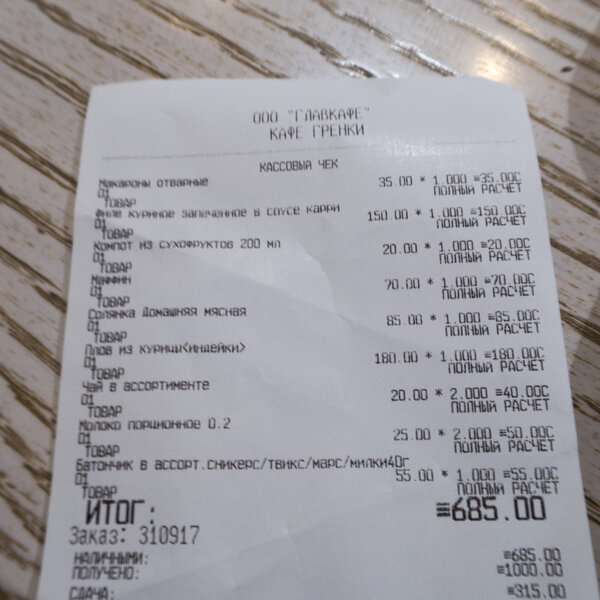 ООО "ГЛАВКАФЕ"
КАФЕ ГРЕНКИ
КАССОВЫЙ ЧЕК
Макароны отварные 35.00 * 1.000 =35.00С
01 ПОЛНЫЙ РАСЧЕТ
ТОВАР
Филе куриное запеченное в соусе карри 150.00 * 1.000 =150.00С
01 ПОЛНЫЙ РАСЧЕТ
ТОВАР
Компот из сухофруктов 200 мл 20.00 * 1.000 =20.00С
01 ПОЛНЫЙ РАСЧЕТ
ТОВАР
Маффин 70.00 * 1.000 =70.00С
01 ПОЛНЫЙ РАСЧЕТ
ТОВАР
Солянка Домашняя мясная 85.00 * 1.000 =85.00С
01 ПОЛНЫЙ РАСЧЕТ
ТОВАР
Плов из курицы<индейки> 180.00 * 1.000 =180.00С
01 ПОЛНЫЙ РАСЧЕТ
ТОВАР
Чай в ассортименте 20.00 * 2.000 =40.00С
01 ПОЛНЫЙ РАСЧЕТ
ТОВАР
Молоко порционное 0.2 25.00 * 2.000 =50.00С
01 ПОЛНЫЙ РАСЧЕТ
ТОВАР
Батончик в ассорт.сникерс/твикс/марс/милки40г 55.00 * 1.000 =55.00С
01 ПОЛНЫЙ РАСЧЕТ
ТОВАР
ИТОГ: =685.00
Заказ: 310917
НАЛИЧНЫМИ: =685.00
ПОЛУЧЕНО: =1000.00
СДАЧА: =315.00